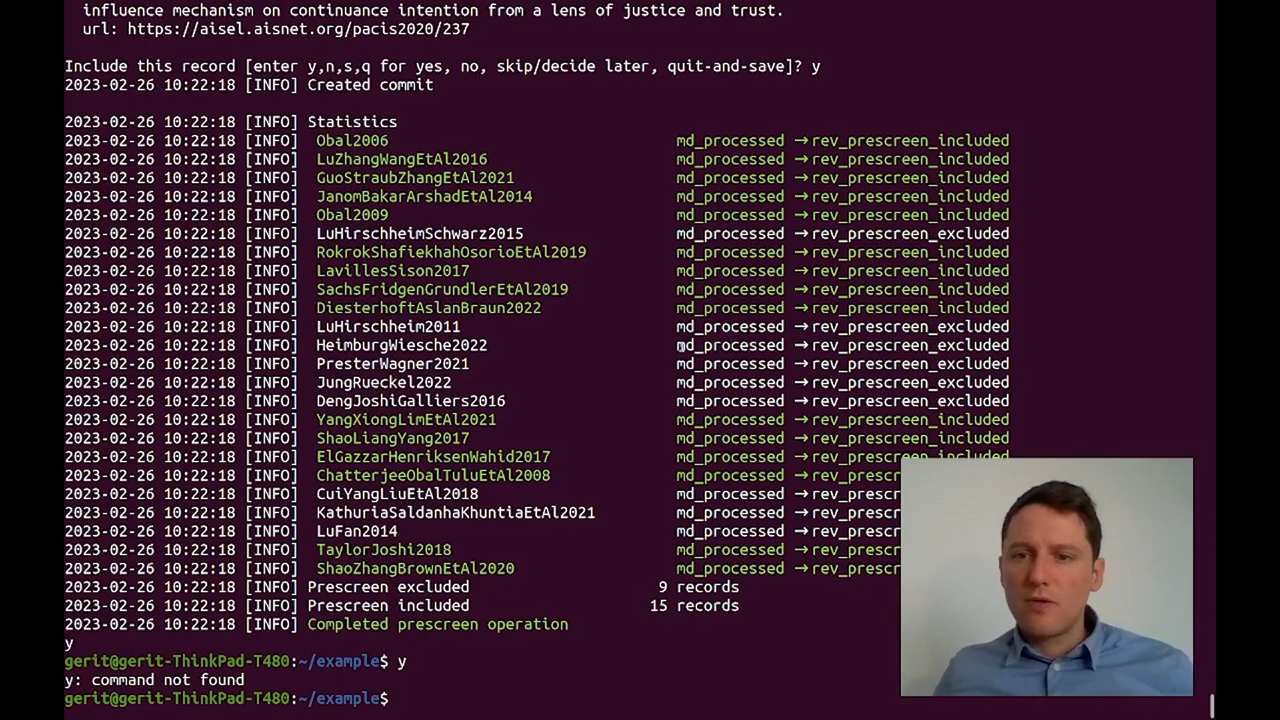 influence mechanism on continuance intention from a lens of justice and trust.
url: https://aisel.aisnet.org/pacis2020/237
Include this record [enter y,n,s,q for yes, no, skip/decide later, quit-and-save]? y
2023-02-26 10:22:18 [INFO] Created commit
2023-02-26 10:22:18 [INFO] Statistics
2023-02-26 10:22:18 [INFO] Obal2006 md_processed →rev_prescreen_included
2023-02-26 10:22:18 [INFO] LuZhangWangEtAl2016 md_processed →rev_prescreen_included
2023-02-26 10:22:18 [INFO] GuoStraubZhangEtAl2021 md_processed →rev_prescreen_included
2023-02-26 10:22:18 [INFO] JanomBakarArshadEtAl2014 md_processed →rev_prescreen_included
2023-02-26 10:22:18 [INFO] Obal2009 md_processed →rev_prescreen_included
2023-02-26 10:22:18 [INFO] LuHirschheimSchwarz2015 md_processed →rev_prescreen_excluded
2023-02-26 10:22:18 [INFO] RokrokShafiekhahOsorioEtAl2019 md_processed →rev_prescreen_included
2023-02-26 10:22:18 [INFO] LavillesSison2017 md_processed →rev_prescreen_included
2023-02-26 10:22:18 [INFO] SachsFridgenGrundlerEtAl2019 md_processed →rev_prescreen_included
2023-02-26 10:22:18 [INFO] DiesterhoftAslanBraun2022 md_processed →rev_prescreen_included
2023-02-26 10:22:18 [INFO] LuHirschheim2011 md_processed →rev_prescreen_excluded
2023-02-26 10:22:18 [INFO] HeimburgWiesche2022 md_processed →rev_prescreen_excluded
2023-02-26 10:22:18 [INFO] PresterWagner2021 md_processed →rev_prescreen_excluded
2023-02-26 10:22:18 [INFO] JungRueckel2022 md_processed →rev_prescreen_excluded
2023-02-26 10:22:18 [INFO] DengJoshiGalliers2016 md_processed →rev_prescreen_excluded
2023-02-26 10:22:18 [INFO] YangXiongLimEtAl2021 md_processed →rev_prescreen_included
2023-02-26 10:22:18 [INFO] ShaoLiangYang2017 md_processed →rev_prescreen_included
2023-02-26 10:22:18 [INFO] ElGazzarHenriksenWahid2017 md_processed →rev_prescreen_included
2023-02-26 10:22:18 [INFO] ChatterjeeObalTuluEtAl2008 md_processed →rev_prescr
2023-02-26 10:22:18 [INFO] CuiYangLiuEtAl2018 md_processed →rev_prescr
2023-02-26 10:22:18 [INFO] KathuriaSaldanhaKhuntiaEtAl2021 md_processed →rev_prescr
2023-02-26 10:22:18 [INFO] LuFan2014 md_processed →rev_prescr
2023-02-26 10:22:18 [INFO] TaylorJoshi2018 md_processed →rev_prescr
2023-02-26 10:22:18 [INFO] ShaoZhangBrownEtAl2020 md_processed →rev_prescr
2023-02-26 10:22:18 [INFO] Prescreen excluded 9 records
2023-02-26 10:22:18 [INFO] Prescreen included 15 records
2023-02-26 10:22:18 [INFO] Completed prescreen operation
y
gerit@gerit-ThinkPad-T480:~/example$ y
y: command not found
gerit@gerit-ThinkPad-T480:~/example$